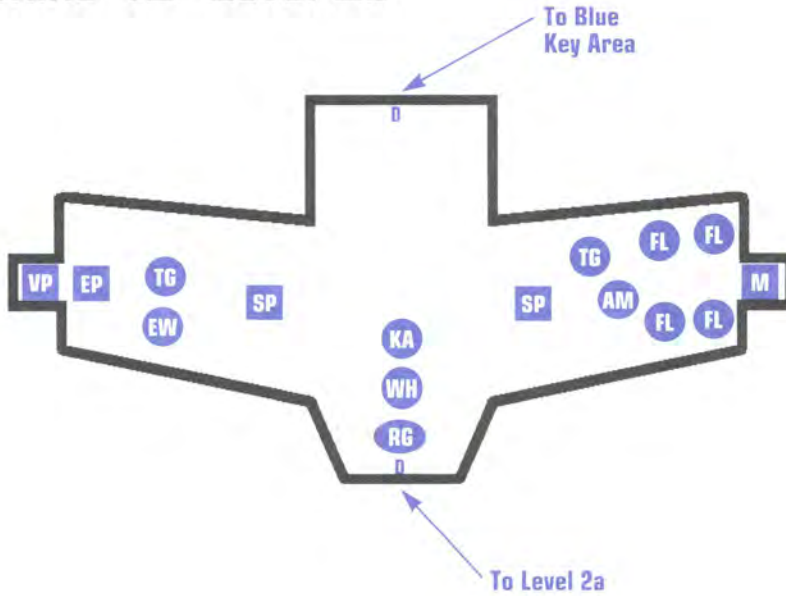 To Blue
Key Area
D
VP EP TG SP TG FL FL M
EW SP AM FL FL
KA
WH
RG
D
To Level 2a